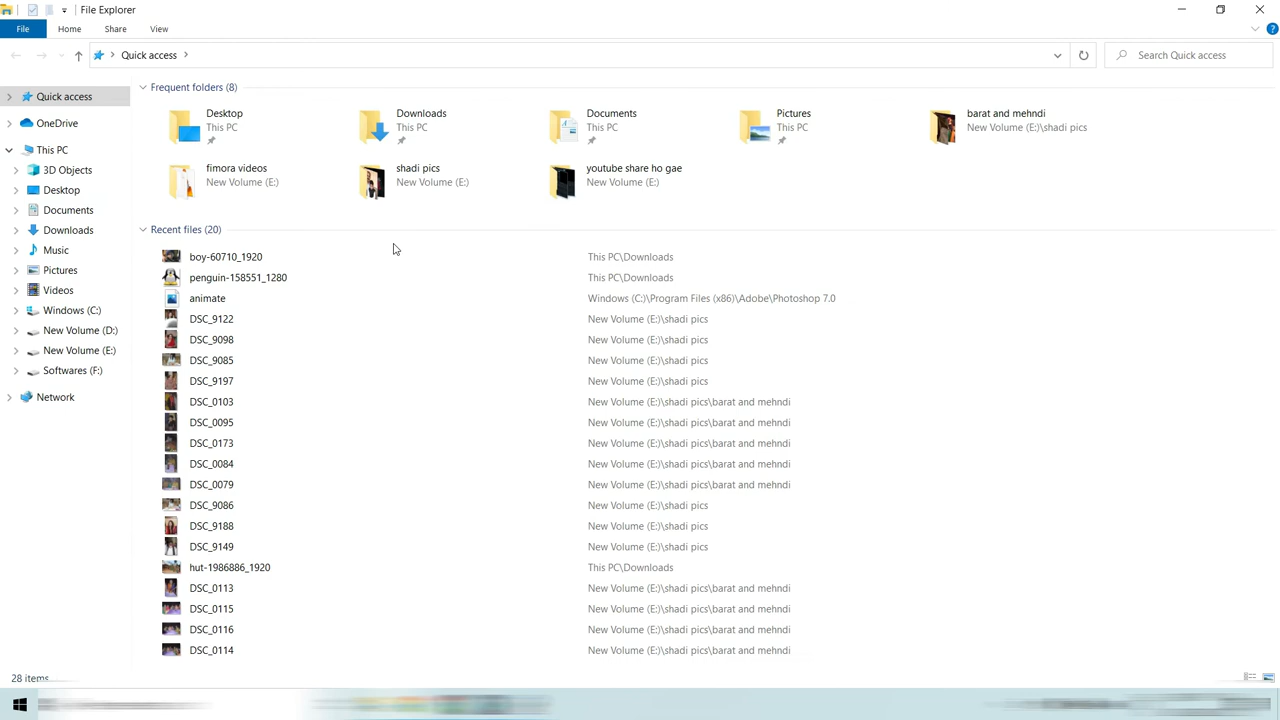 File Explorer
File Home Share View
Quick access Search Quick access
Quick access
OneDrive
This PC
3D Objects
Desktop
Documents
Downloads
Music
Pictures
Videos
Windows (C:)
New Volume (D:)
New Volume (E:)
Softwares (F:)
Network
Frequent folders (8)
Desktop
This PC
Downloads
This PC
Documents
This PC
Pictures
This PC
barat and mehndi
New Volume (E:)\shadi pics
fimora videos
New Volume (E:)
shadi pics
New Volume (E:)
youtube share ho gae
New Volume (E:)
Recent files (20)
boy-60710_1920 This PC\Downloads
penguin-158551_1280 This PC\Downloads
animate Windows (C:)\Program Files (x86)\Adobe\Photoshop 7.0
DSC_9122 New Volume (E:)\shadi pics
DSC_9098 New Volume (E:)\shadi pics
DSC_9085 New Volume (E:)\shadi pics
DSC_9197 New Volume (E:)\shadi pics
DSC_0103 New Volume (E:)\shadi pics\barat and mehndi
DSC_0095 New Volume (E:)\shadi pics\barat and mehndi
DSC_0173 New Volume (E:)\shadi pics\barat and mehndi
DSC_0084 New Volume (E:)\shadi pics\barat and mehndi
DSC_0079 New Volume (E:)\shadi pics\barat and mehndi
DSC_9086 New Volume (E:)\shadi pics
DSC_9188 New Volume (E:)\shadi pics
DSC_9149 New Volume (E:)\shadi pics
hut-1986886_1920 This PC\Downloads
DSC_0113 New Volume (E:)\shadi pics\barat and mehndi
DSC_0115 New Volume (E:)\shadi pics\barat and mehndi
DSC_0116 New Volume (E:)\shadi pics\barat and mehndi
DSC_0114 New Volume (E:)\shadi pics\barat and mehndi
28 items